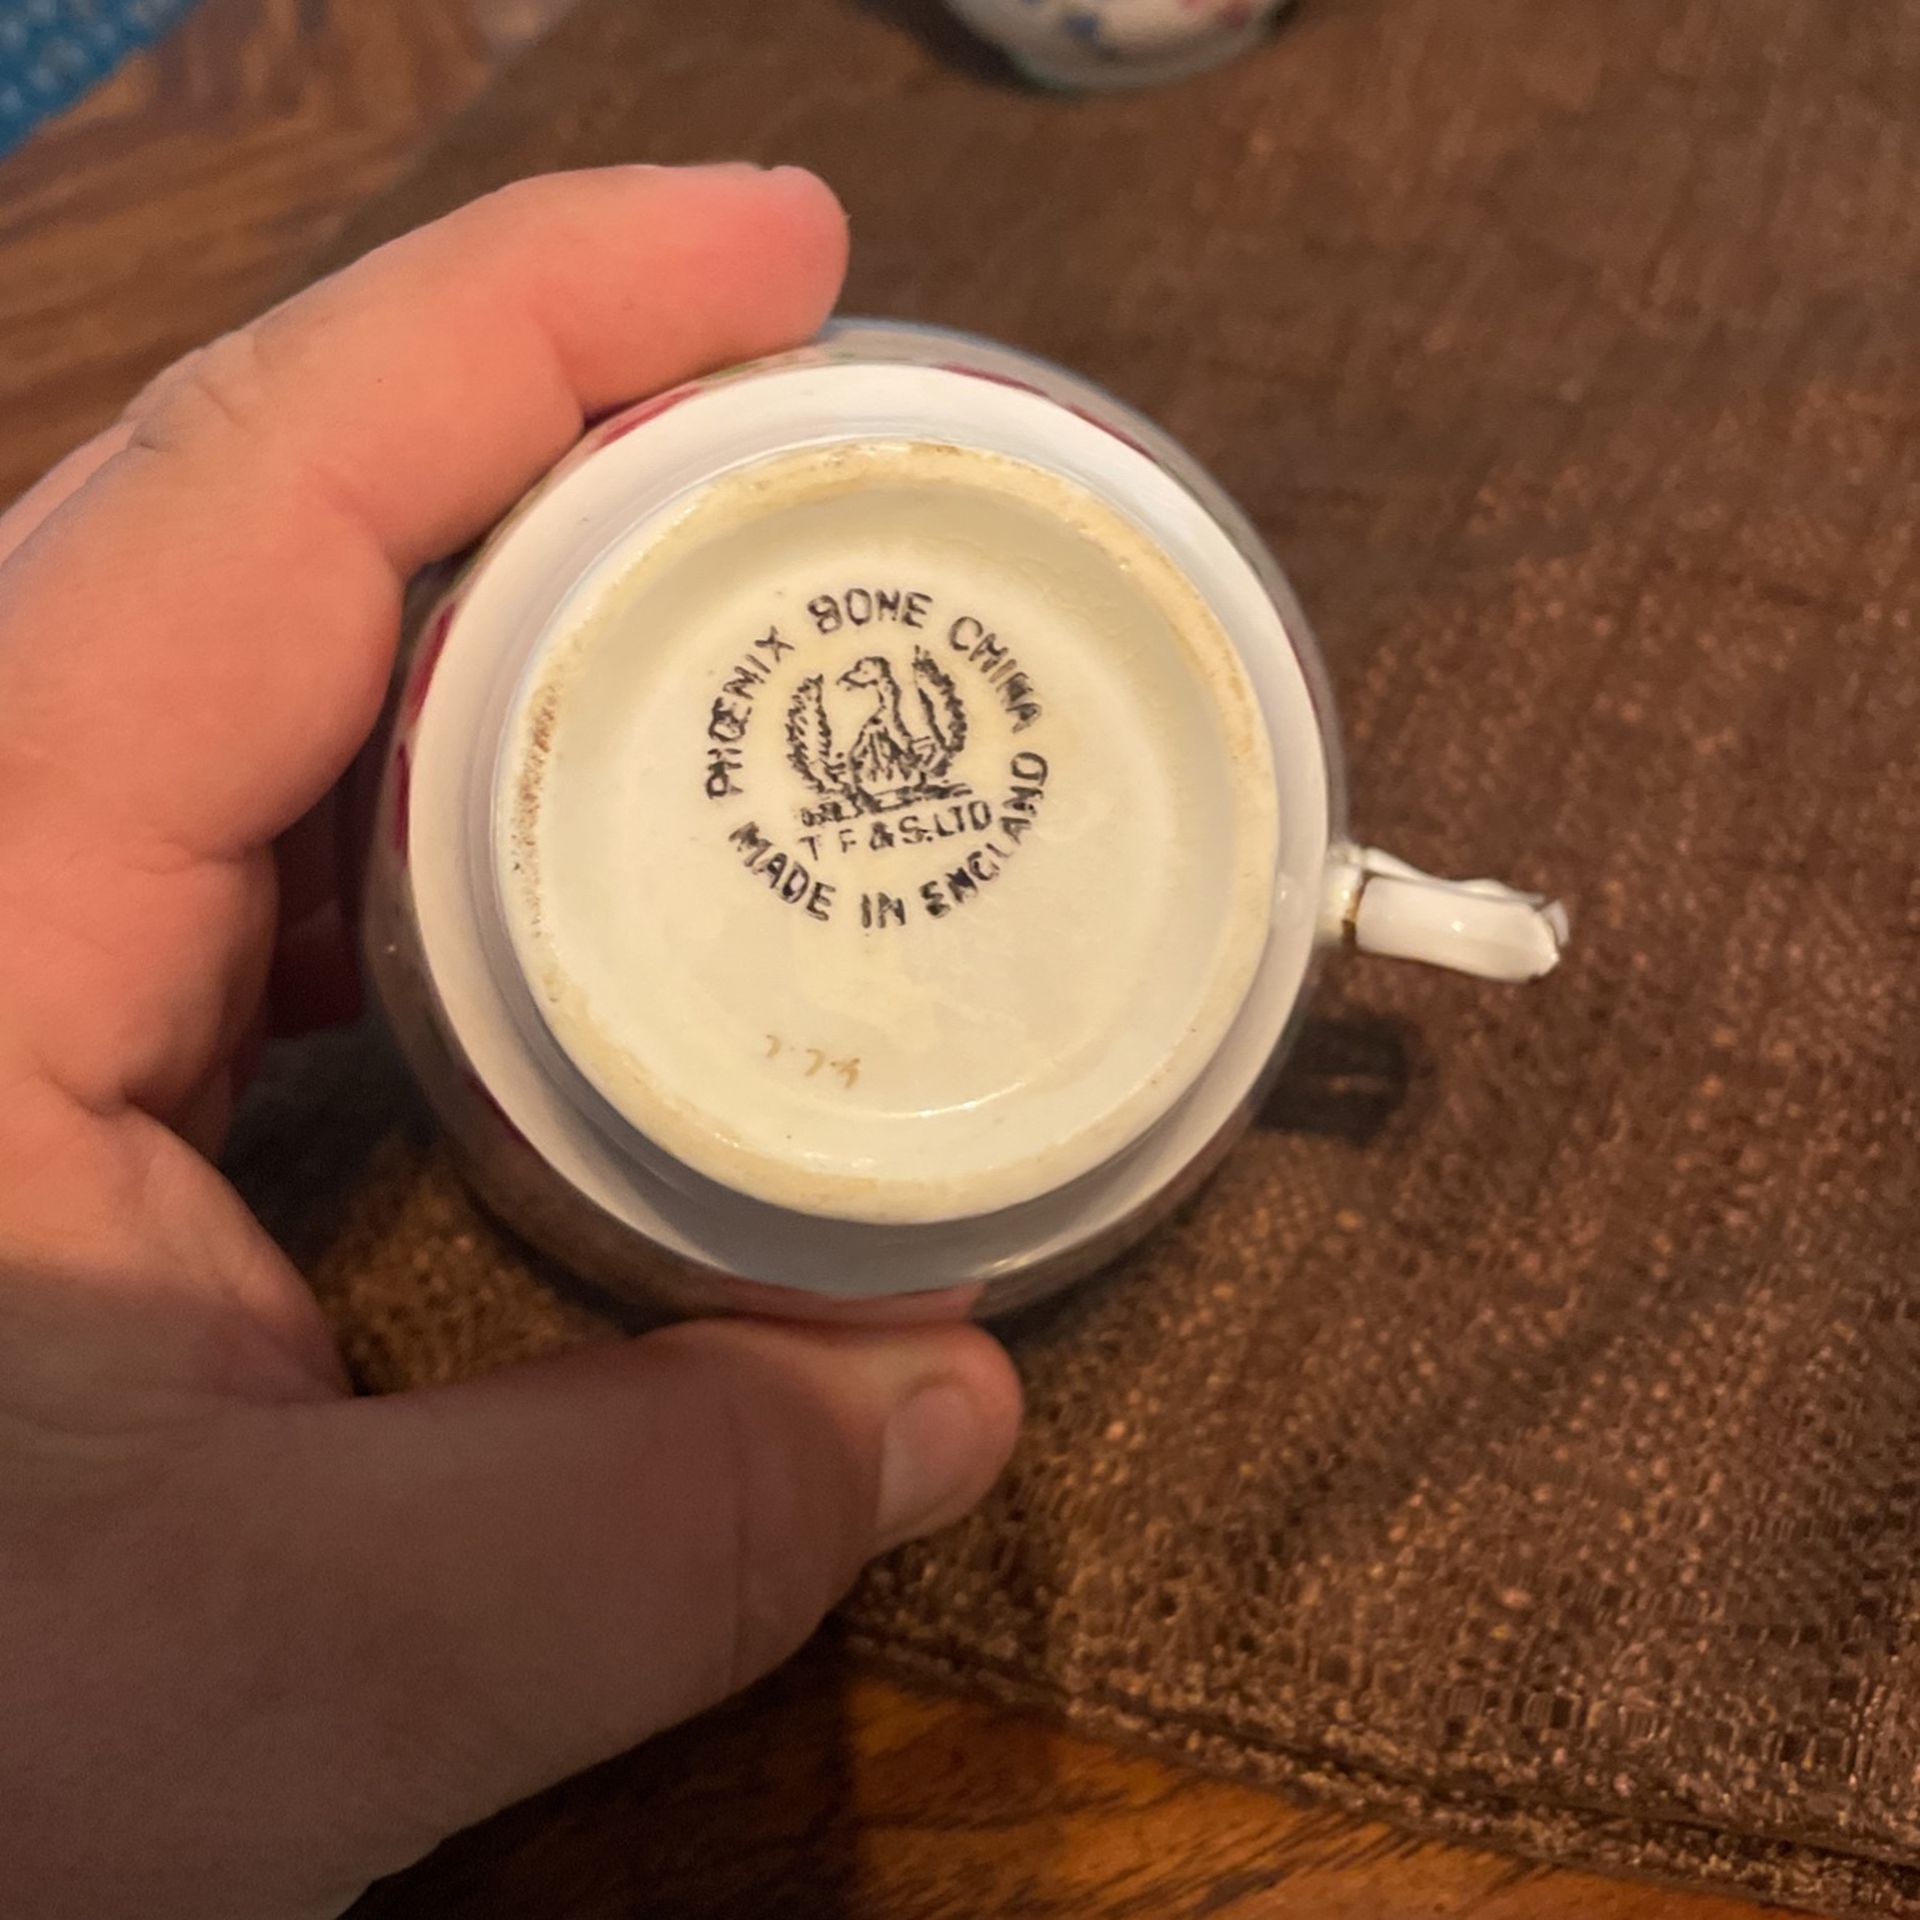 PHOENIX BONE CHINA
T F & S. LTD
MADE IN ENGLAND